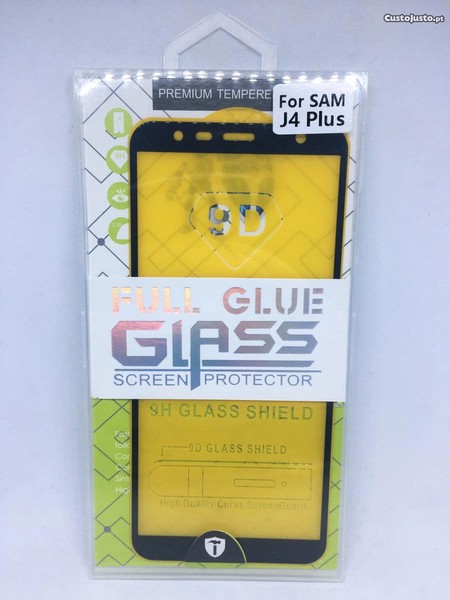 CustoJusto.pt
PREMIUM TEMPERE
For SAM
J4 Plus
9H
9D
FULL GLUE
GLASS
SCREEN PROTECTOR
9H GLASS SHIELD
9D GLASS SHIELD
High Quality Curve ScreenGuard